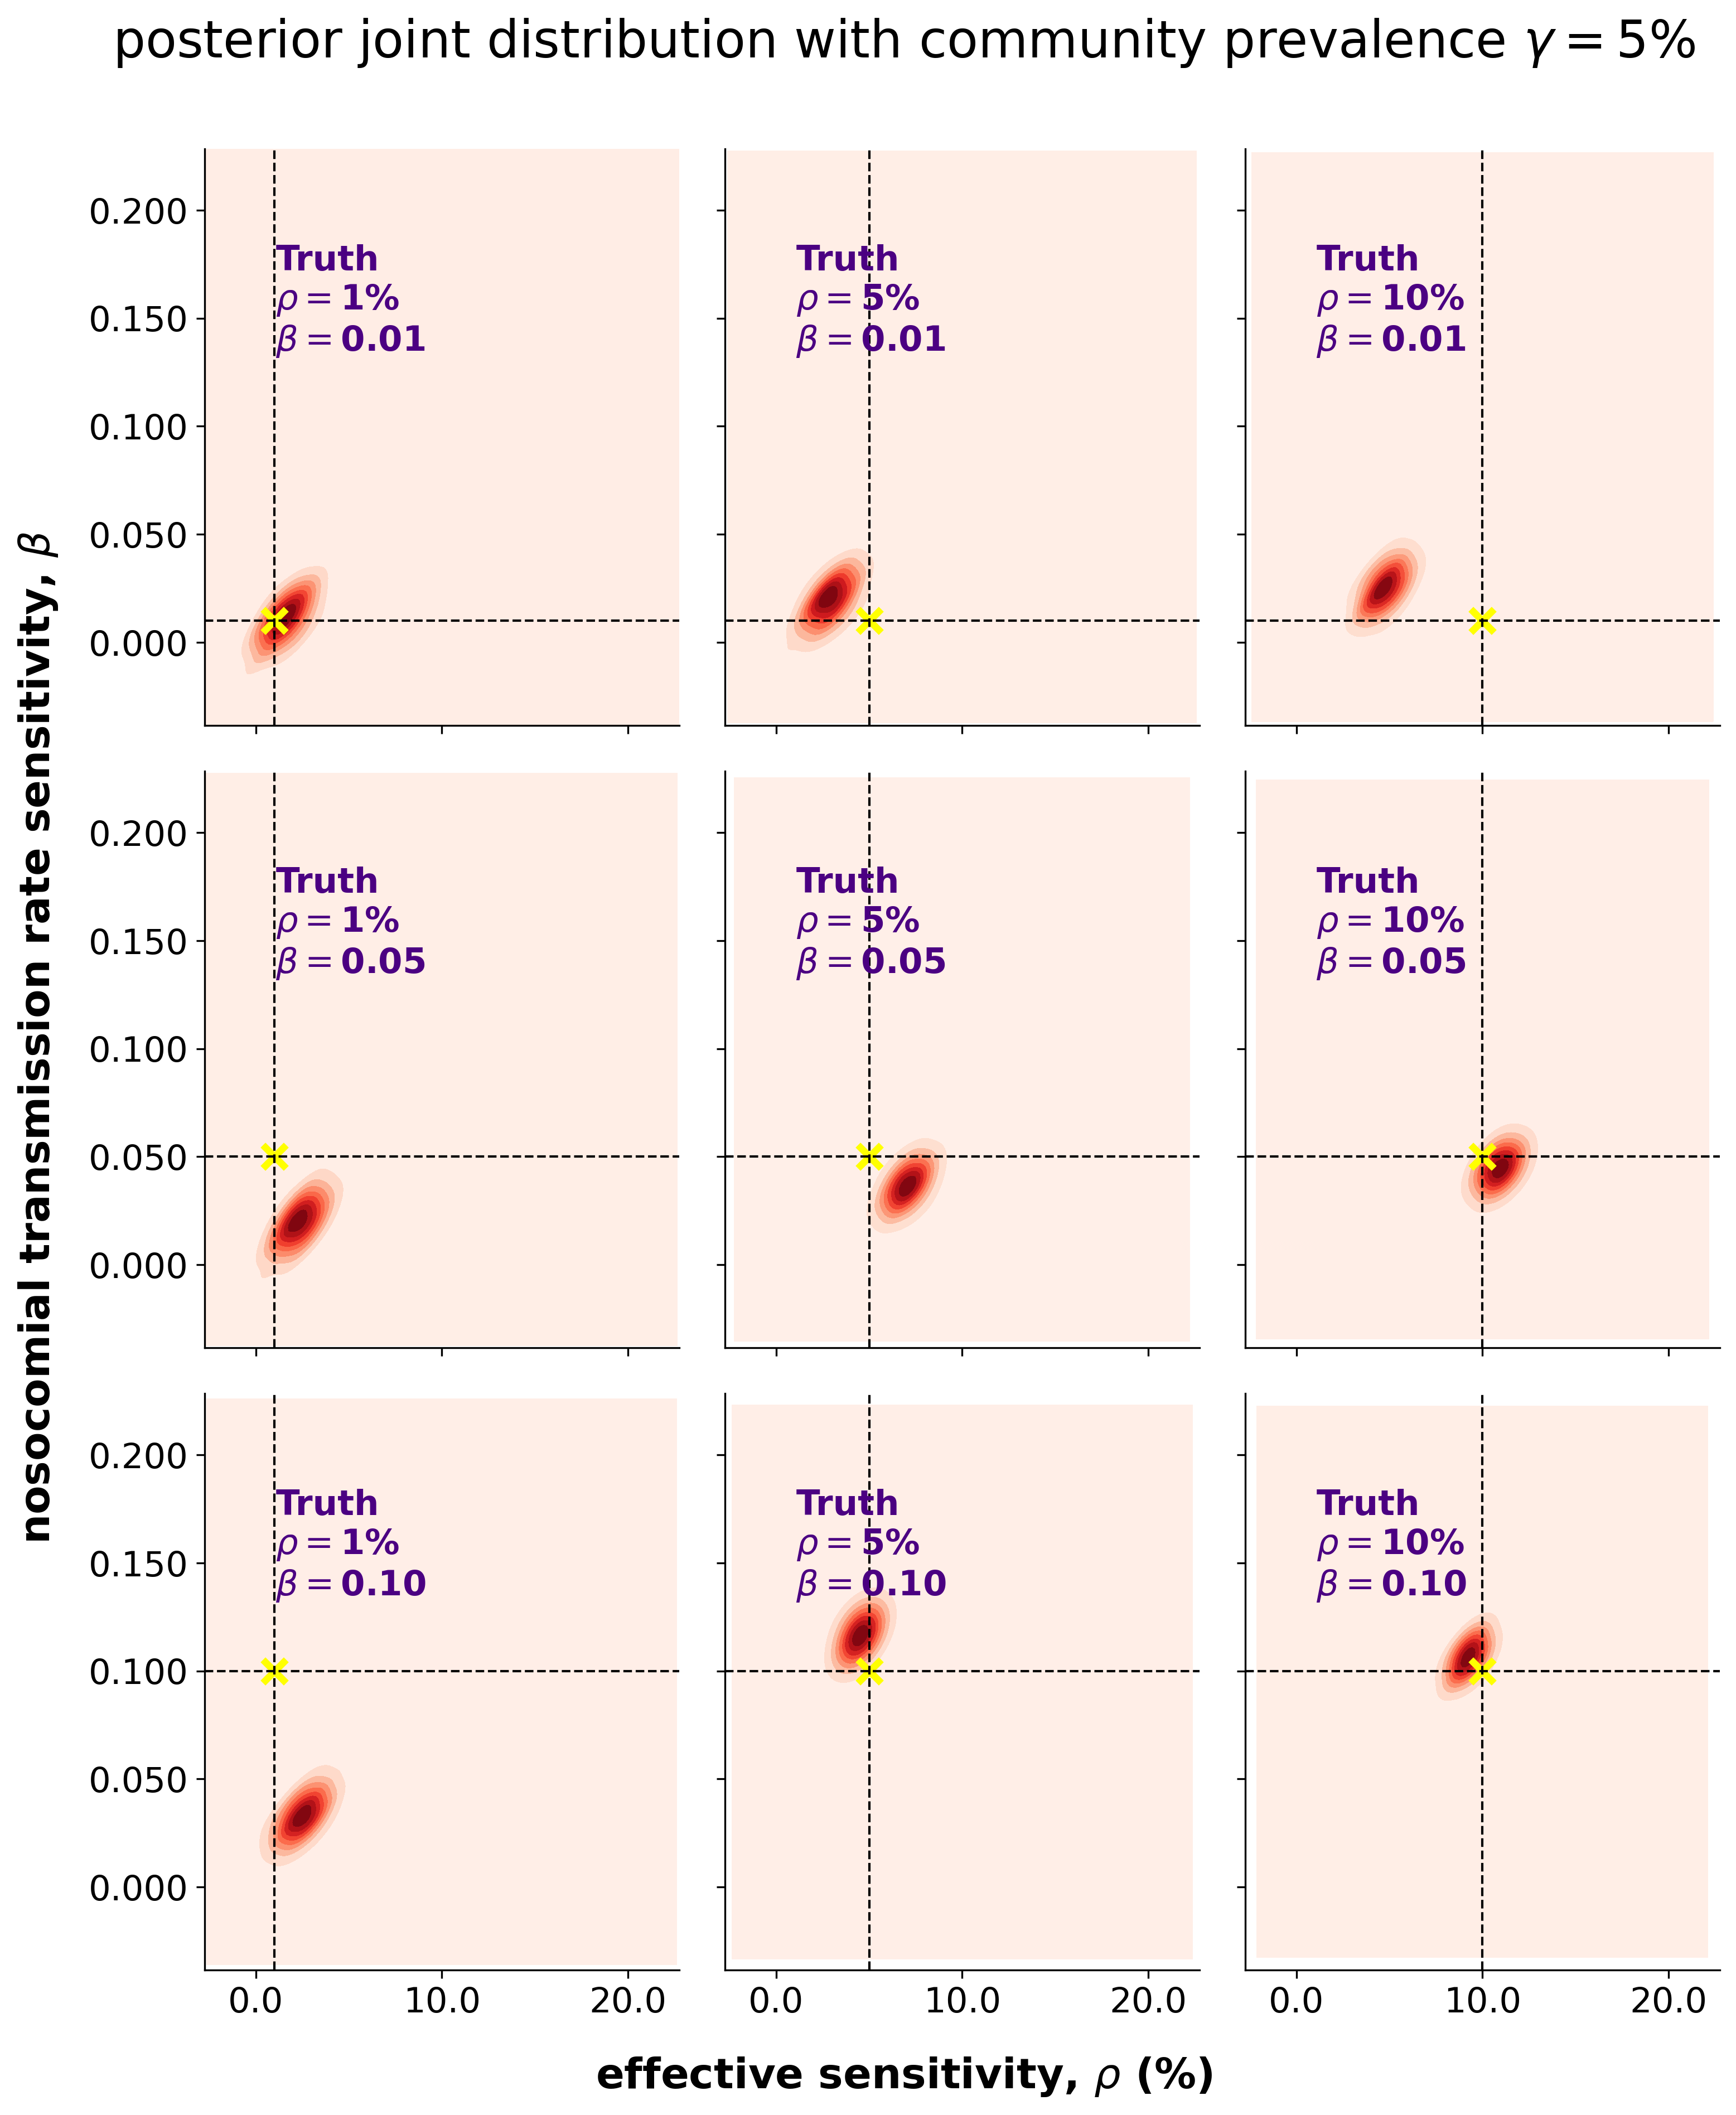 posterior joint distribution with community prevalence γ = 5%
nosocomial transmission rate sensitivity, β
0.200
0.150
0.100
0.050
0.000
Truth
ρ = 1%
β = 0.01
Truth
ρ = 5%
β = 0.01
Truth
ρ = 10%
β = 0.01
0.200
0.150
0.100
0.050
0.000
Truth
ρ = 1%
β = 0.05
Truth
ρ = 5%
β = 0.05
Truth
ρ = 10%
β = 0.05
0.200
0.150
0.100
0.050
0.000
Truth
ρ = 1%
β = 0.10
Truth
ρ = 5%
β = 0.10
Truth
ρ = 10%
β = 0.10
0.0 10.0 20.0
0.0 10.0 20.0
0.0 10.0 20.0
effective sensitivity, ρ (%)